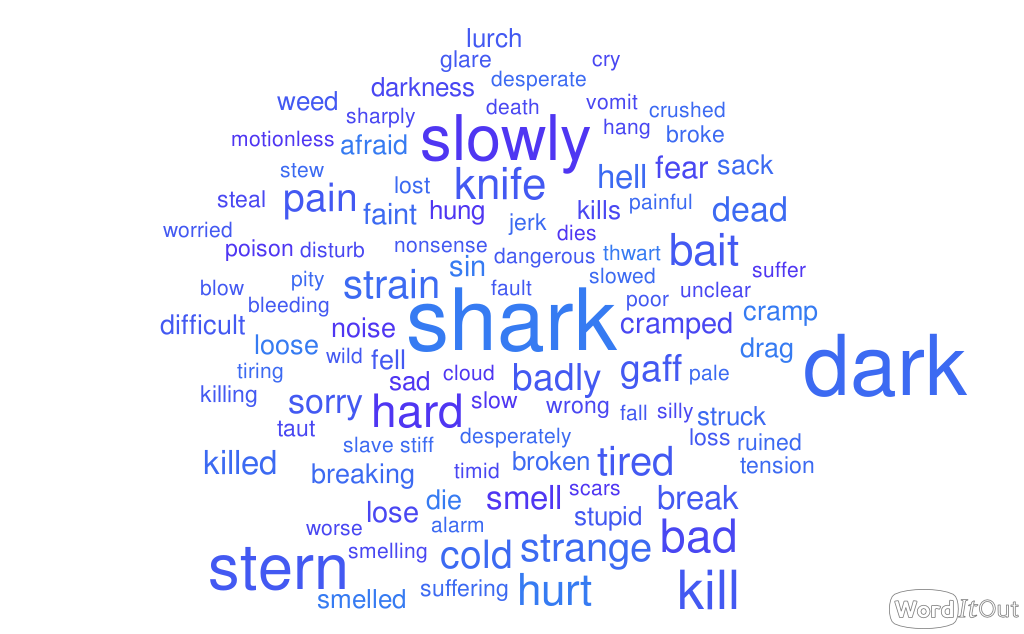 lurch
glare cry
darkness desperate
weed death vomit
sharply crushed
motionless afraid slowly hang broke
stew lost knife hell fear sack
steal pain faint hung jerk kills painful dead
worried dies
poison disturb nonsense dangerous thwart bait
pity strain sin slowed suffer
blow bleeding fault poor unclear
difficult noise shark cramped cramp
loose wild fell drag dark
tiring sad cloud badly gaff pale
killing sorry hard slow wrong fall silly struck
taut slave stiff desperately loss ruined
killed breaking timid broken tired tension
die smell scars break
worse lose alarm stupid bad
stern smelling cold strange
smelled suffering hurt kill
WordItOut